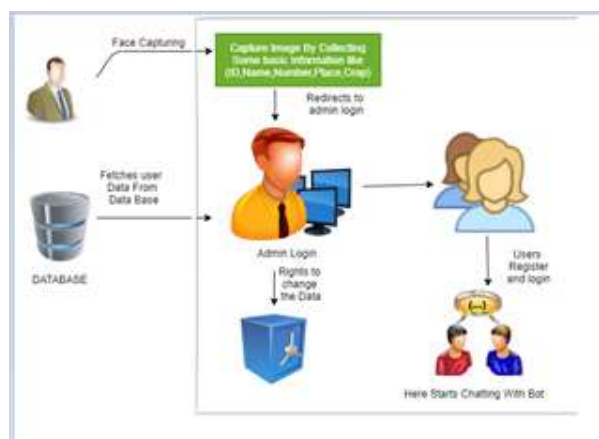 Face Capturing
Capture Image By Collecting
Some basic Information like
(ID,Name,Number,Place,Crop)
Redirects to
admin login
Fetches user
Data From
Data Base
Admin Login
DATABASE
Rights to
change
the Data
Users
Register
and login
Here Starts Chatting With Bot